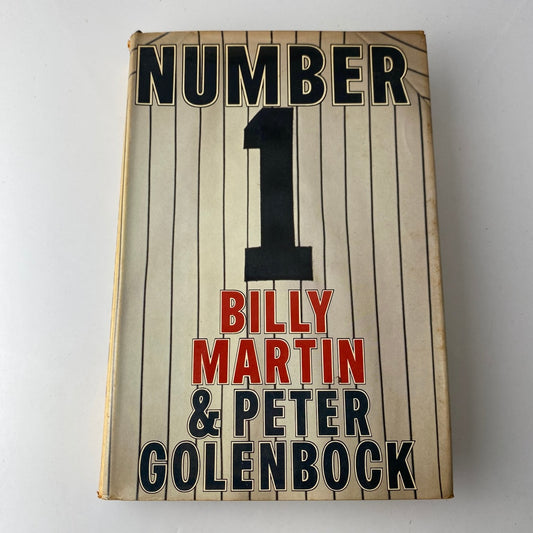 NUMBER
1
BILLY
MARTIN
& PETER
GOLENBOCK